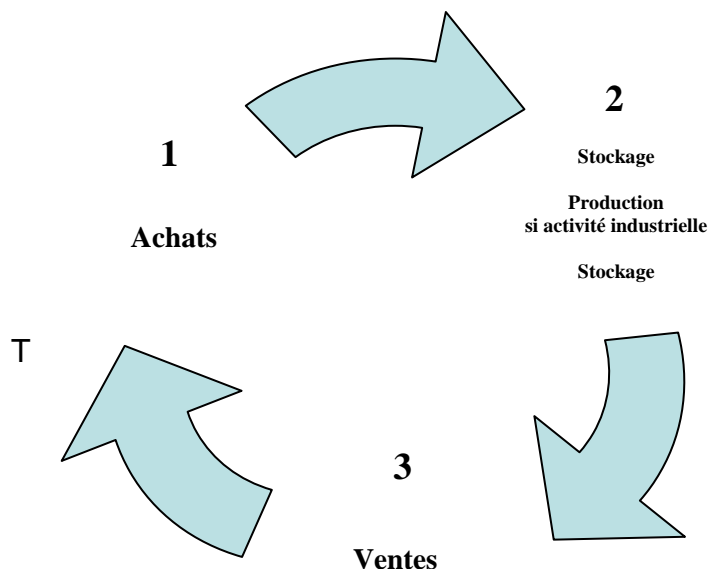 1
Achats
2
Stockage
Production
si activité industrielle
Stockage
T
3
Ventes